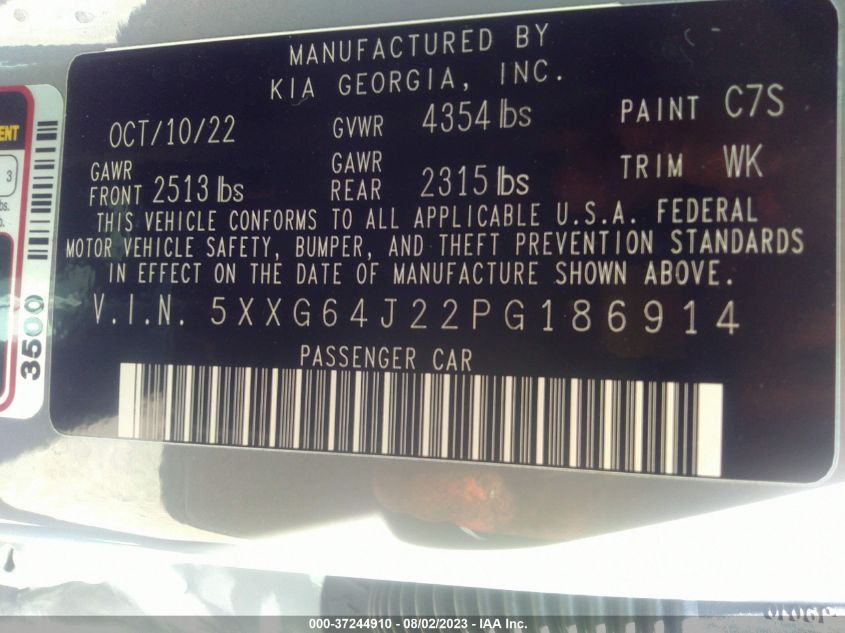 MANUFACTURED BY
KIA GEORGIA, INC.
OCT/10/22 GVWR 4354 lbs PAINT C7S
GAWR FRONT 2513 lbs GAWR REAR 2315 lbs TRIM WK
THIS VEHICLE CONFORMS TO ALL APPLICABLE U.S.A. FEDERAL
MOTOR VEHICLE SAFETY, BUMPER, AND THEFT PREVENTION STANDARDS
IN EFFECT ON THE DATE OF MANUFACTURE SHOWN ABOVE.
V.I.N. 5XXG64J22PG186914
PASSENGER CAR
ENT
3
lbs.
3500
000-37244910 - 08/02/2023 - IAA Inc.